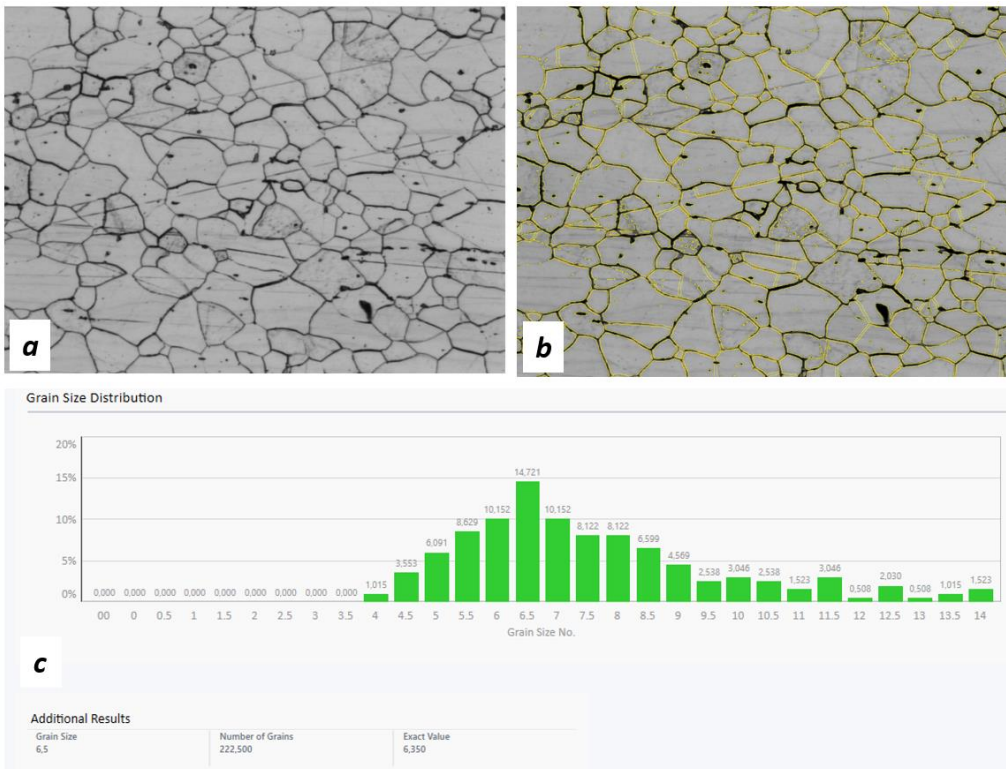 a
b
Grain Size Distribution
20%
15%
10%
5%
0%
0,000 0,000 0,000 0,000 0,000 0,000 0,000 0,000 0,000 1,015 3,553 6,091 8,629 10,152 14,721 10,152 8,122 8,122 6,599 4,569 2,538 3,046 2,538 1,523 3,046 0,508 2,030 0,508 1,015 1,523
00 0 0.5 1 1.5 2 2.5 3 3.5 4 4.5 5 5.5 6 6.5 7 7.5 8 8.5 9 9.5 10 10.5 11 11.5 12 12.5 13 13.5 14
Grain Size No.
c
Additional Results
Grain Size Number of Grains Exact Value
6,5 222,500 6,350